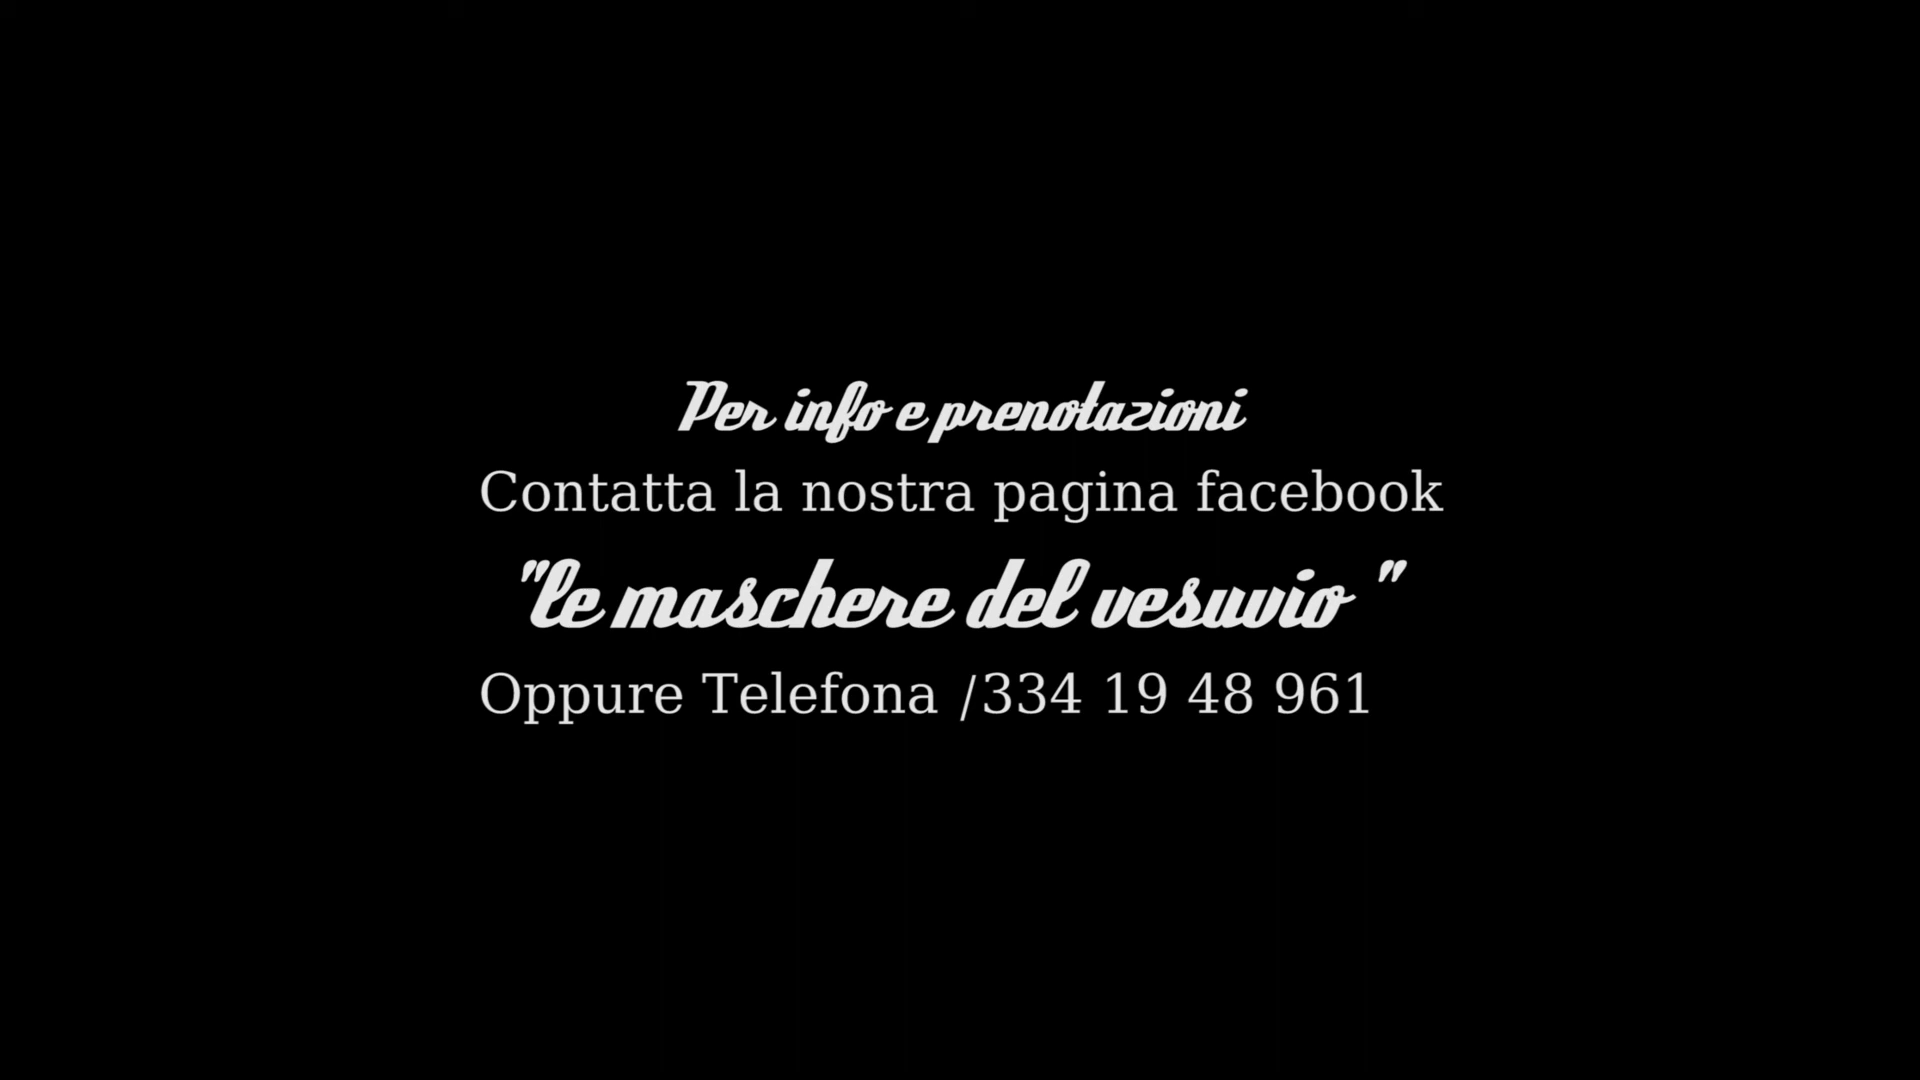 Per info e prenotazioni
Contatta la nostra pagina facebook
"le maschere del vesuvio "
Oppure Telefona /334 19 48 961